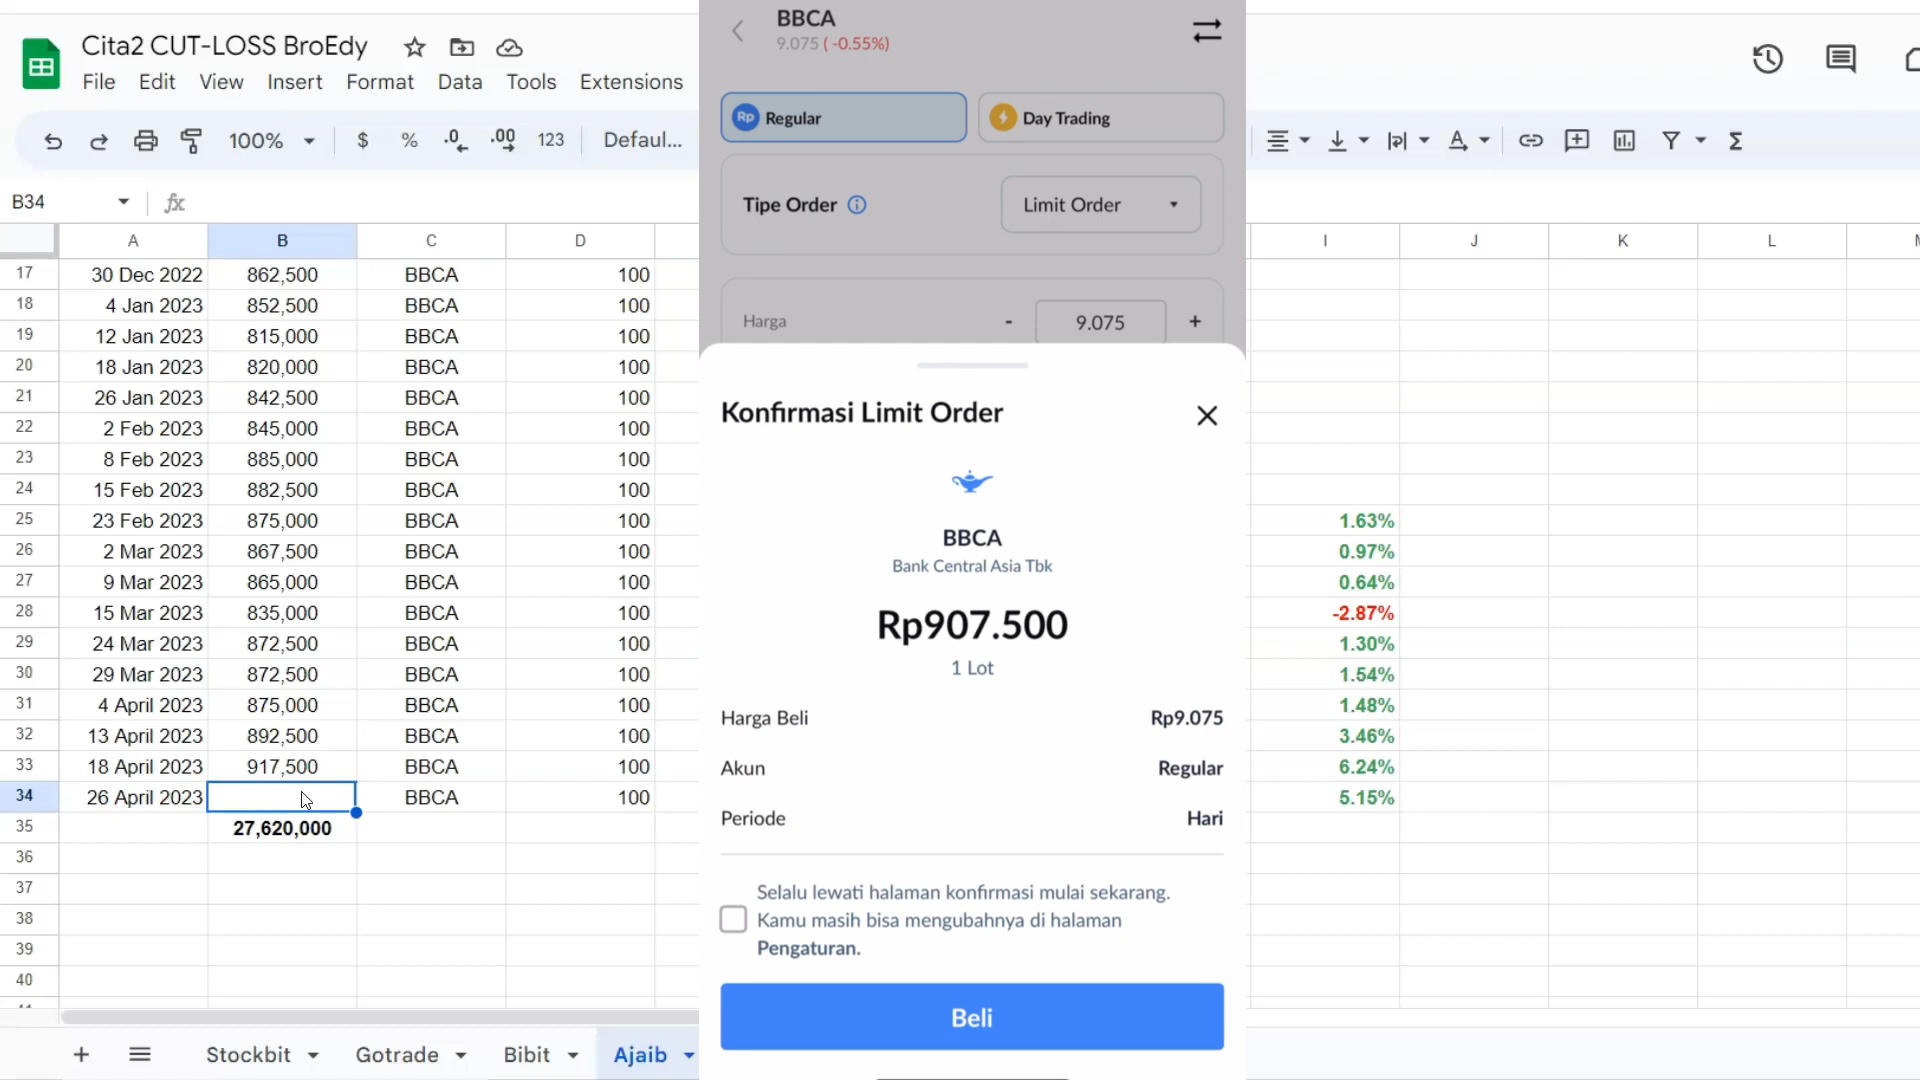 Cita2 CUT-LOSS BroEdy
File Edit View Insert Format Data Tools Extensions
100% $ % .0 .00 123 Defaul...
B34 fx
A B C D
17 30 Dec 2022 862,500 BBCA 100
18 4 Jan 2023 852,500 BBCA 100
19 12 Jan 2023 815,000 BBCA 100
20 18 Jan 2023 820,000 BBCA 100
21 26 Jan 2023 842,500 BBCA 100
22 2 Feb 2023 845,000 BBCA 100
23 8 Feb 2023 885,000 BBCA 100
24 15 Feb 2023 882,500 BBCA 100
25 23 Feb 2023 875,000 BBCA 100
26 2 Mar 2023 867,500 BBCA 100
27 9 Mar 2023 865,000 BBCA 100
28 15 Mar 2023 835,000 BBCA 100
29 24 Mar 2023 872,500 BBCA 100
30 29 Mar 2023 872,500 BBCA 100
31 4 April 2023 875,000 BBCA 100
32 13 April 2023 892,500 BBCA 100
33 18 April 2023 917,500 BBCA 100
34 26 April 2023 BBCA 100
35 27,620,000
36
37
38
39
40
Stockbit Gotrade Bibit Ajaib
BBCA
9.075 ( -0.55%)
Rp Regular
Day Trading
Tipe Order Limit Order
Harga - 9.075 +
Konfirmasi Limit Order
BBCA
Bank Central Asia Tbk
Rp907.500
1 Lot
Harga Beli Rp9.075
Akun Regular
Periode Hari
Selalu lewati halaman konfirmasi mulai sekarang.
Kamu masih bisa mengubahnya di halaman
Pengaturan.
Beli
I J K L
1.63%
0.97%
0.64%
-2.87%
1.30%
1.54%
1.48%
3.46%
6.24%
5.15%